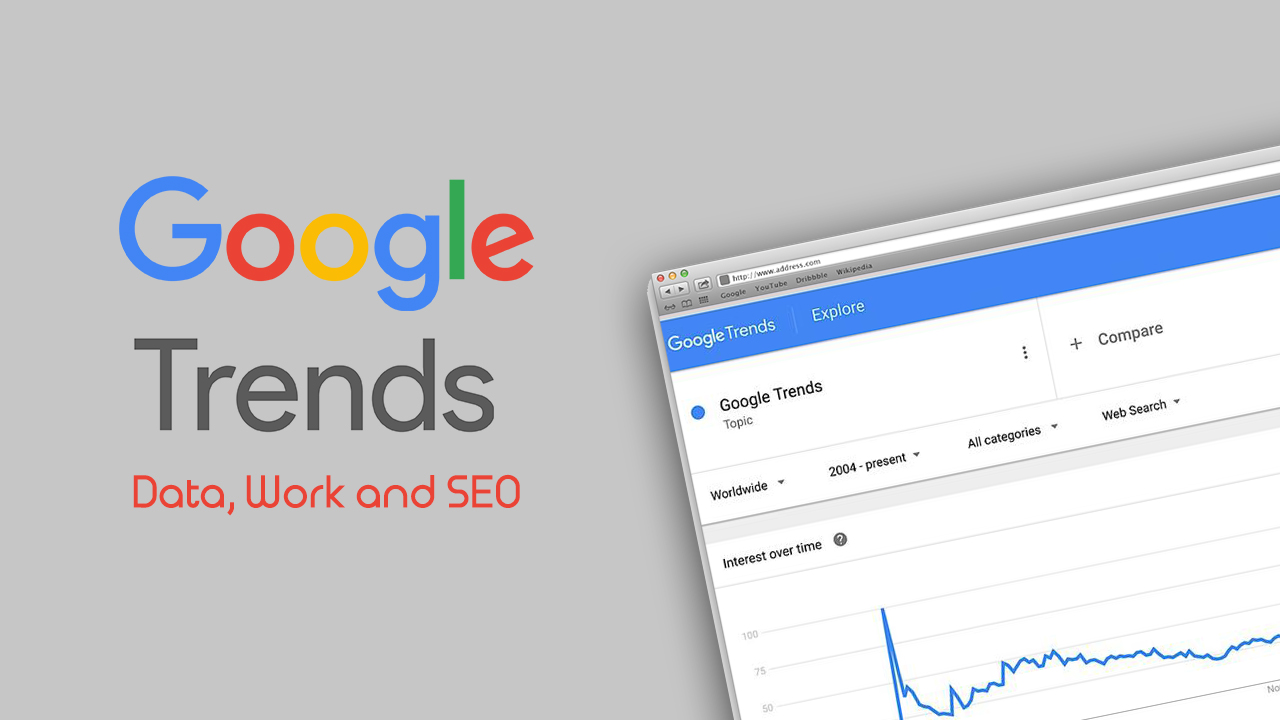 Google
Trends
Data, Work and SEO
http://www.address.com
Google YouTube Dribbble Wikipedia
Google Trends Explore
Google Trends
Topic
+ Compare
Worldwide 2004 - present All categories Web Search
Interest over time ?
100
75
50